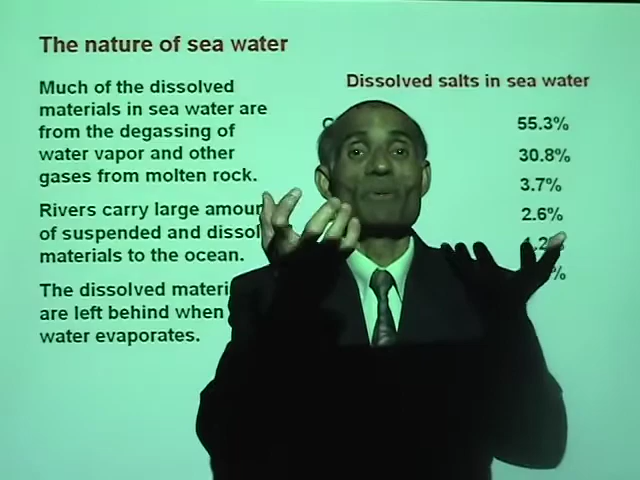 The nature of sea water
Much of the dissolved
materials in sea water are
from the degassing of
water vapor and other
gases from molten rock.
Rivers carry large
of suspended and
materials to the ocean.
The dissolved
are left behind when
water evaporates.
Dissolved salts in sea water
55.3%
30.8%
3.7%
2.6%